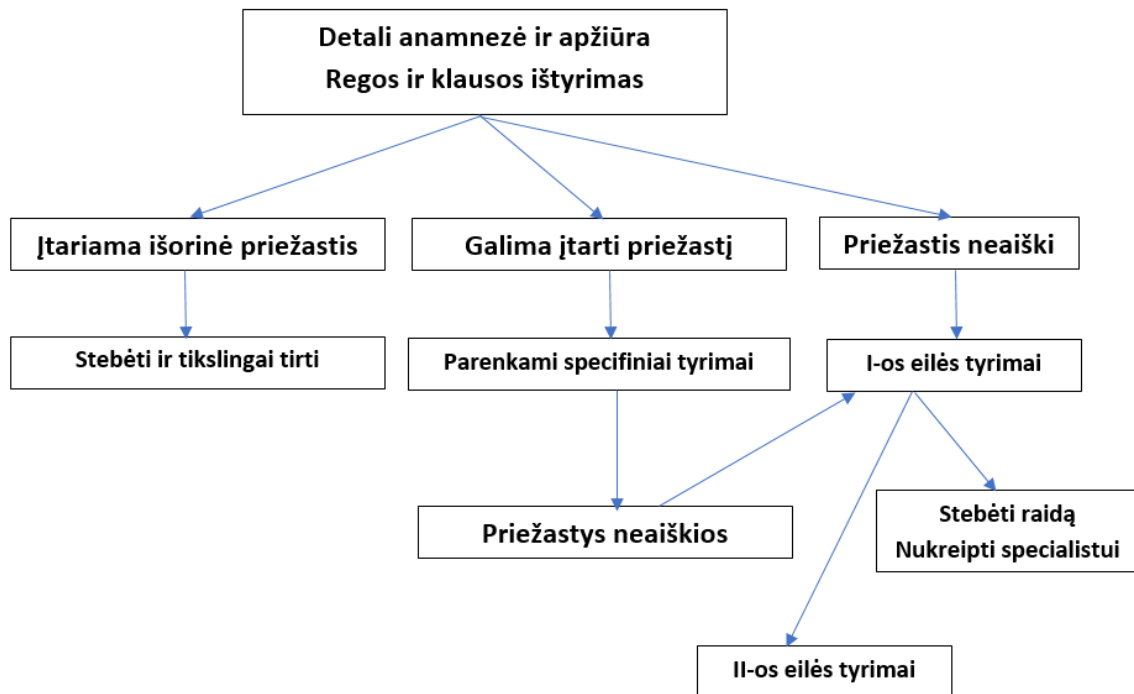 Detali anamnezė ir apžiūra
Regos ir klausos ištyrimas
Įtariama išorinė priežastis
Galima įtarti priežastį
Priežastis neaiški
Stebėti ir tikslingai tirti
Parenkami specifiniai tyrimai
I-os eilės tyrimai
Priežastys neaiškios
Stebėti raidą
Nukreipti specialistui
II-os eilės tyrimai